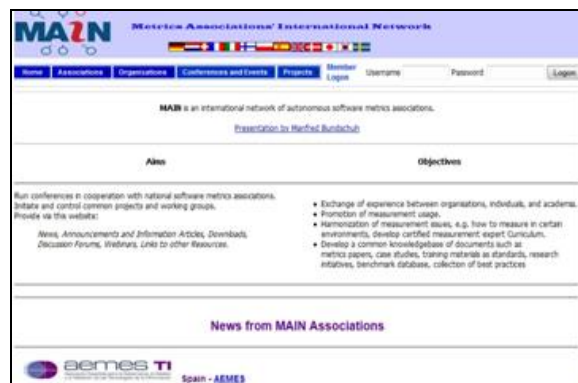 MAIN
Metrics Associations' International Network
Home Associations Organisations Conferences and Events Projects Member Logon Username Password Logon
MAIN is an international network of autonomous software metrics associations.
Presentation by Manfred Bundschuh
Aims
Objectives
Run conferences in cooperation with national software metrics associations.
Initiate and control common projects and working groups.
Provide via this website:
News, Announcements and Information Articles, Downloads,
Discussion Forums, Webinars, Links to other Resources.
• Exchange of experience between organisations, individuals, and academia.
• Promotion of measurement usage.
• Harmonization of measurement issues, e.g. how to measure in certain
environments, develop certified measurement expert Curriculum.
• Develop a common knowledgebase of documents such as
metrics papers, case studies, training materials as standards, research
initiatives, benchmark database, collection of best practices
News from MAIN Associations
aemes TI
Spain - AEMES